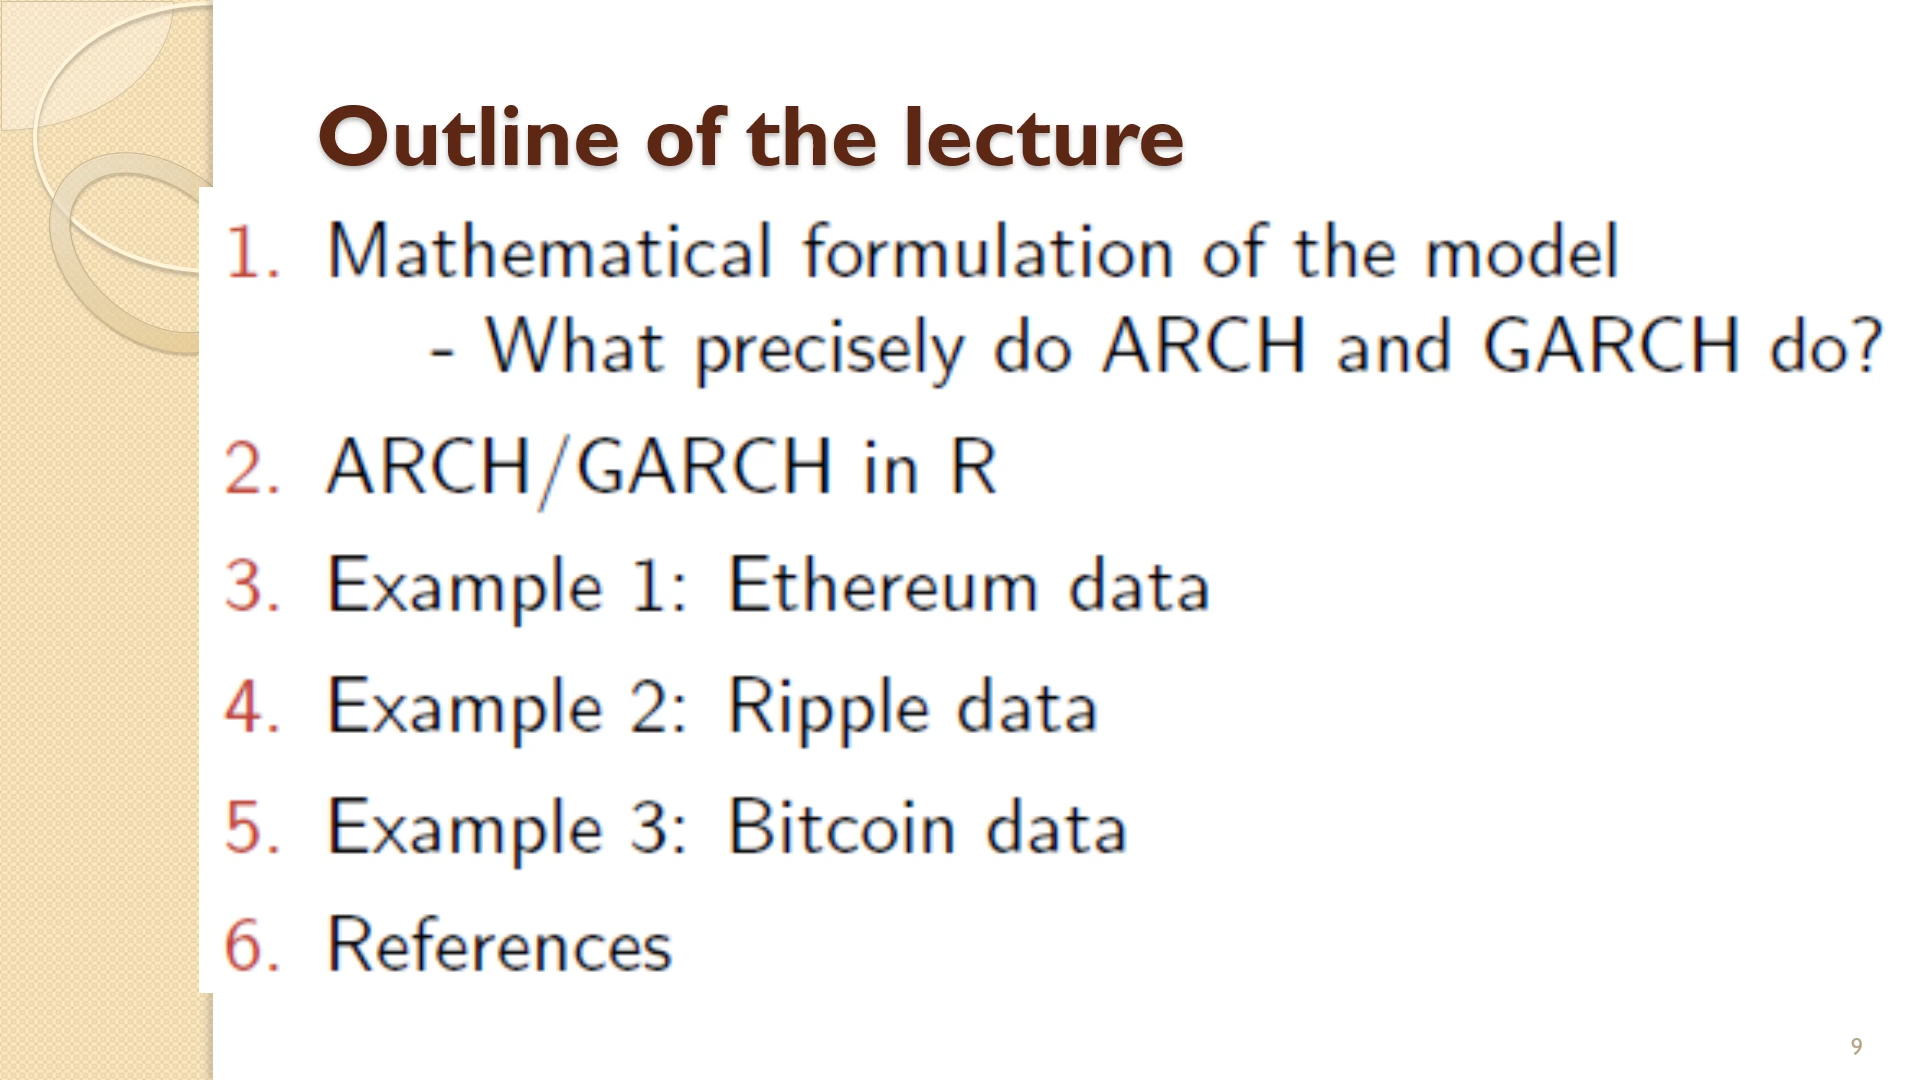 Outline of the lecture
1. Mathematical formulation of the model
- What precisely do ARCH and GARCH do?
2. ARCH/GARCH in R
3. Example 1: Ethereum data
4. Example 2: Ripple data
5. Example 3: Bitcoin data
6. References
9